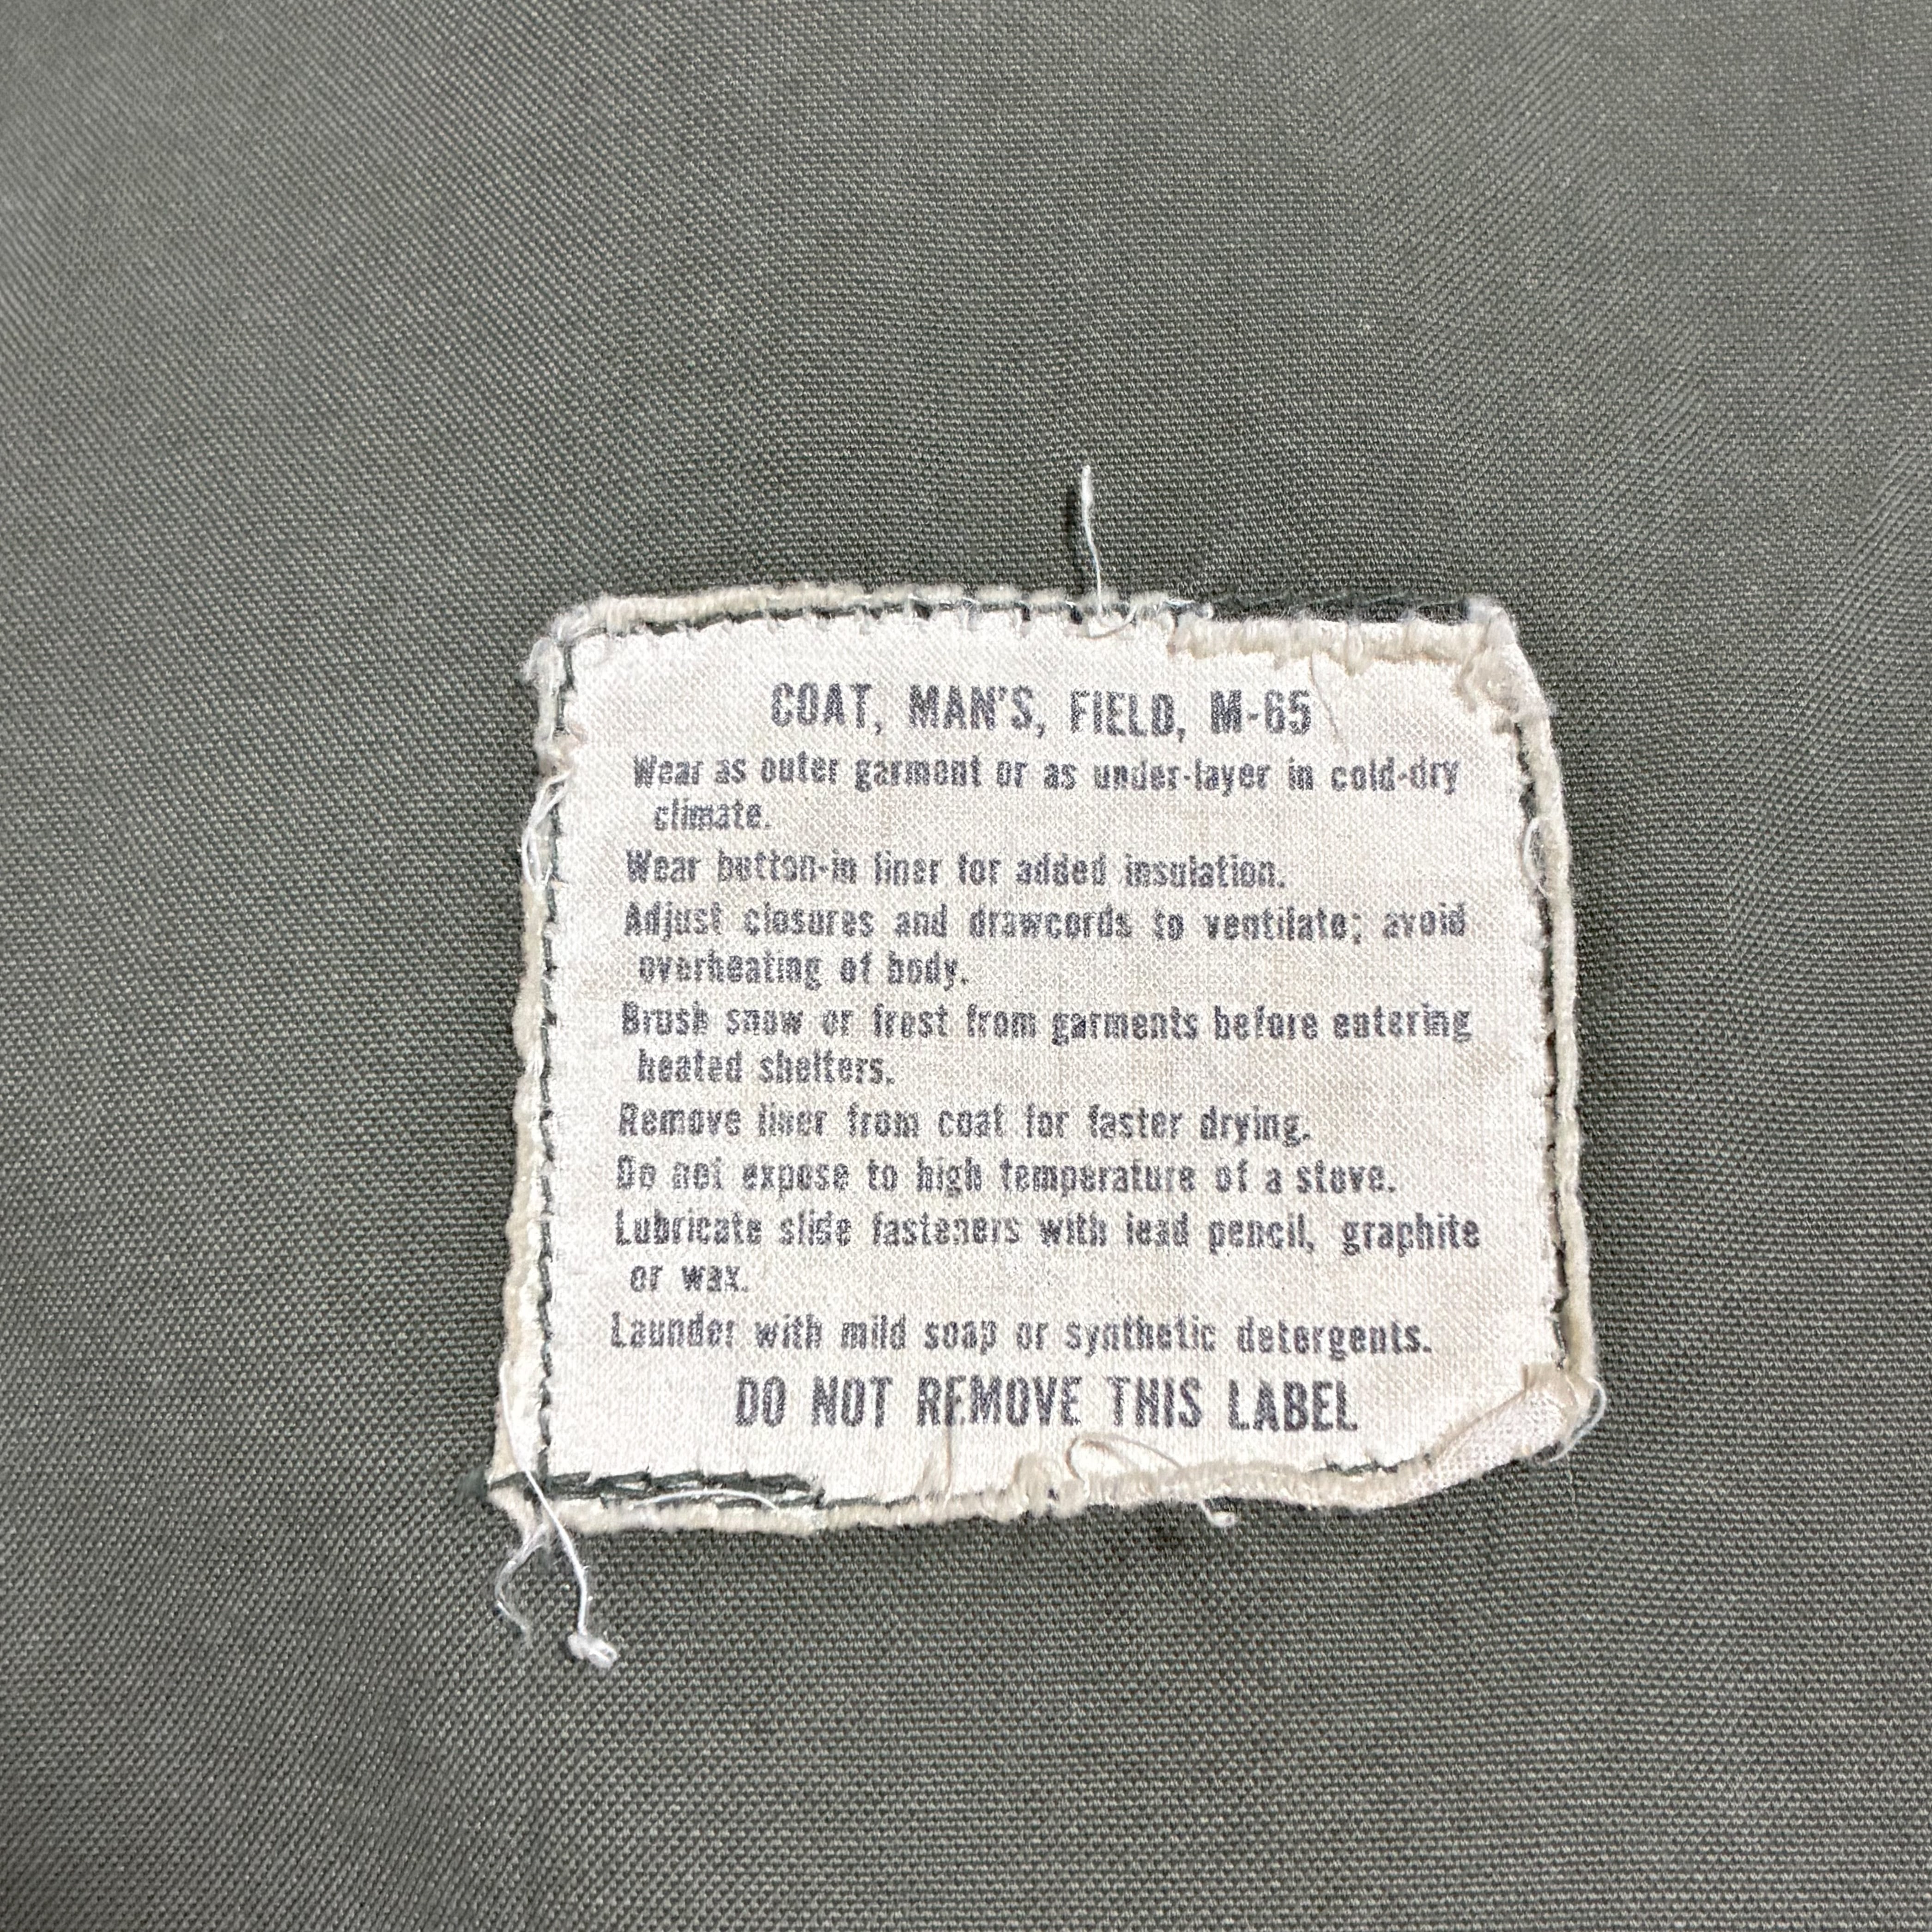 COAT, MAN'S, FIELD, M-65
Wear as outer garment or as under-layer in cold-dry
climate.
Wear button-in liner for added insulation.
Adjust closures and drawcords to ventilate; avoid
overheating of body.
Brush snow or frost from garments before entering
heated shelters.
Remove liner from coat for faster drying.
Do not expose to high temperature of a stove.
Lubricate slide fasteners with lead pencil, graphite
or wax.
Launder with mild soap or synthetic detergents.
DO NOT REMOVE THIS LABEL